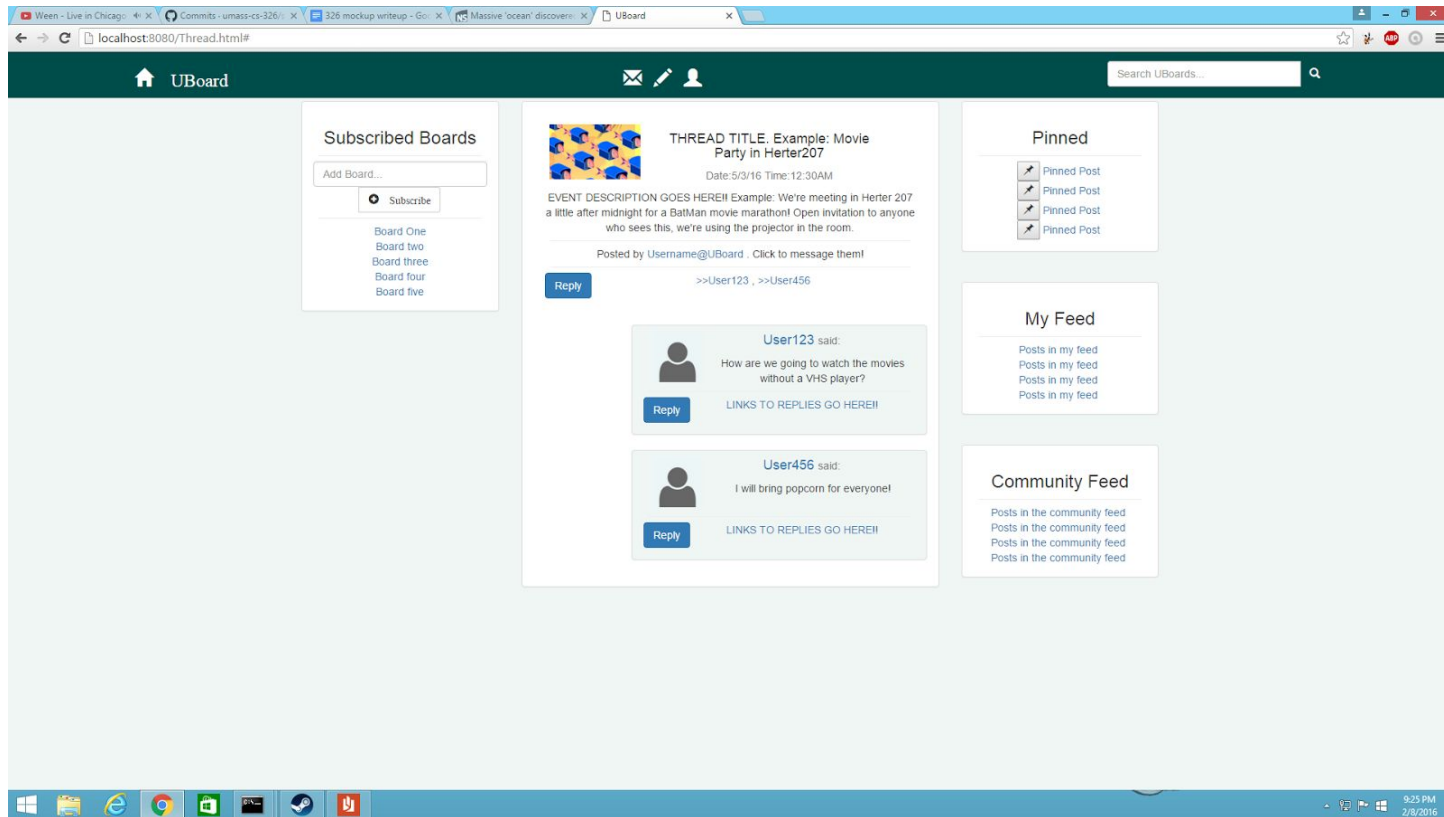 Ween - Live in Chicago
Commits - umass-cs-326/
326 mockup writeup - Goo
Massive 'ocean' discovere
UBoard
localhost:8080/Thread.html#
ABP
UBoard
Search UBoards...
Subscribed Boards
Add Board...
Subscribe
Board One
Board two
Board three
Board four
Board five
THREAD TITLE. Example: Movie
Party in Herter207
Date:5/3/16 Time:12:30AM
EVENT DESCRIPTION GOES HERE!! Example: We're meeting in Herter 207
a little after midnight for a BatMan movie marathon! Open invitation to anyone
who sees this, we're using the projector in the room.
Posted by Username@UBoard . Click to message them!
Reply
>>User123 , >>User456
User123 said:
How are we going to watch the movies
without a VHS player?
Reply
LINKS TO REPLIES GO HERE!!
User456 said:
I will bring popcorn for everyone!
Reply
LINKS TO REPLIES GO HERE!!
Pinned
Pinned Post
Pinned Post
Pinned Post
Pinned Post
My Feed
Posts in my feed
Posts in my feed
Posts in my feed
Posts in my feed
Community Feed
Posts in the community feed
Posts in the community feed
Posts in the community feed
Posts in the community feed
9:25 PM
2/8/2016